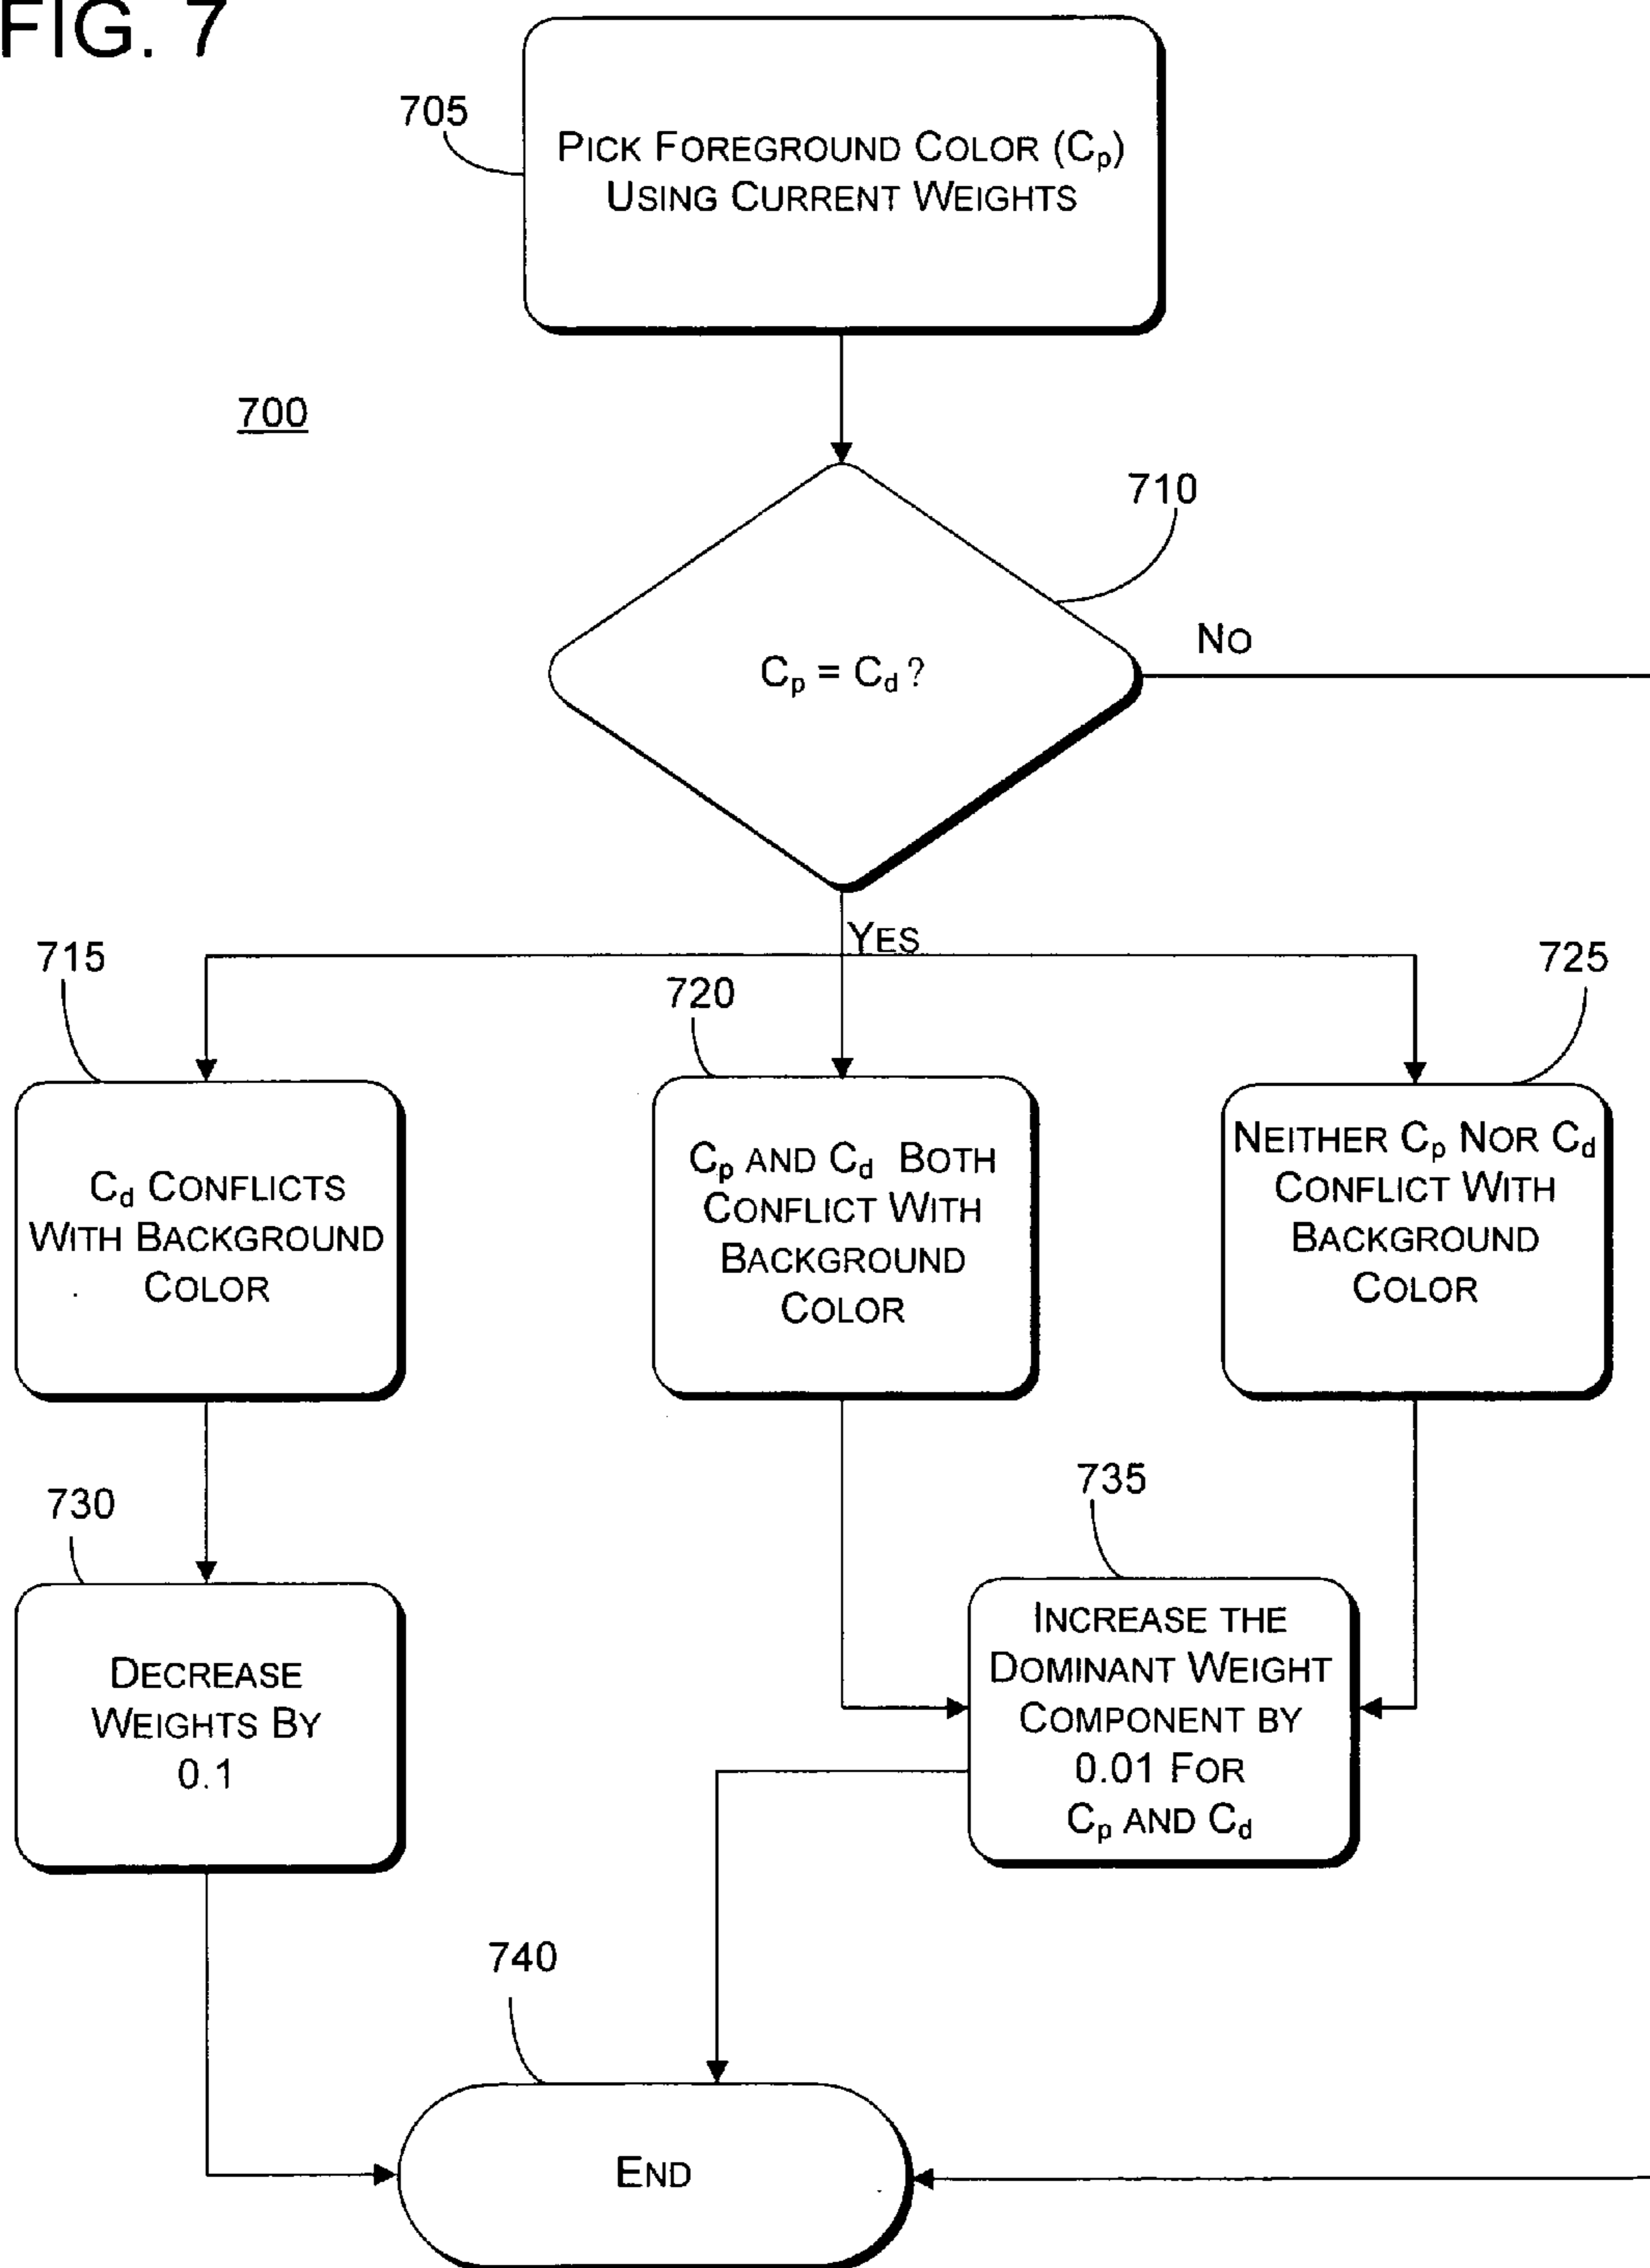 FIG. 7
705
PICK FOREGROUND COLOR (Cp)
USING CURRENT WEIGHTS
700
710
Cp = Cd ?
NO
YES
715
720
725
Cd CONFLICTS
WITH BACKGROUND
COLOR
Cp AND Cd BOTH
CONFLICT WITH
BACKGROUND
COLOR
NEITHER Cp NOR Cd
CONFLICT WITH
BACKGROUND
COLOR
730
735
DECREASE
WEIGHTS BY
0.1
INCREASE THE
DOMINANT WEIGHT
COMPONENT BY
0.01 FOR
Cp AND Cd
740
END